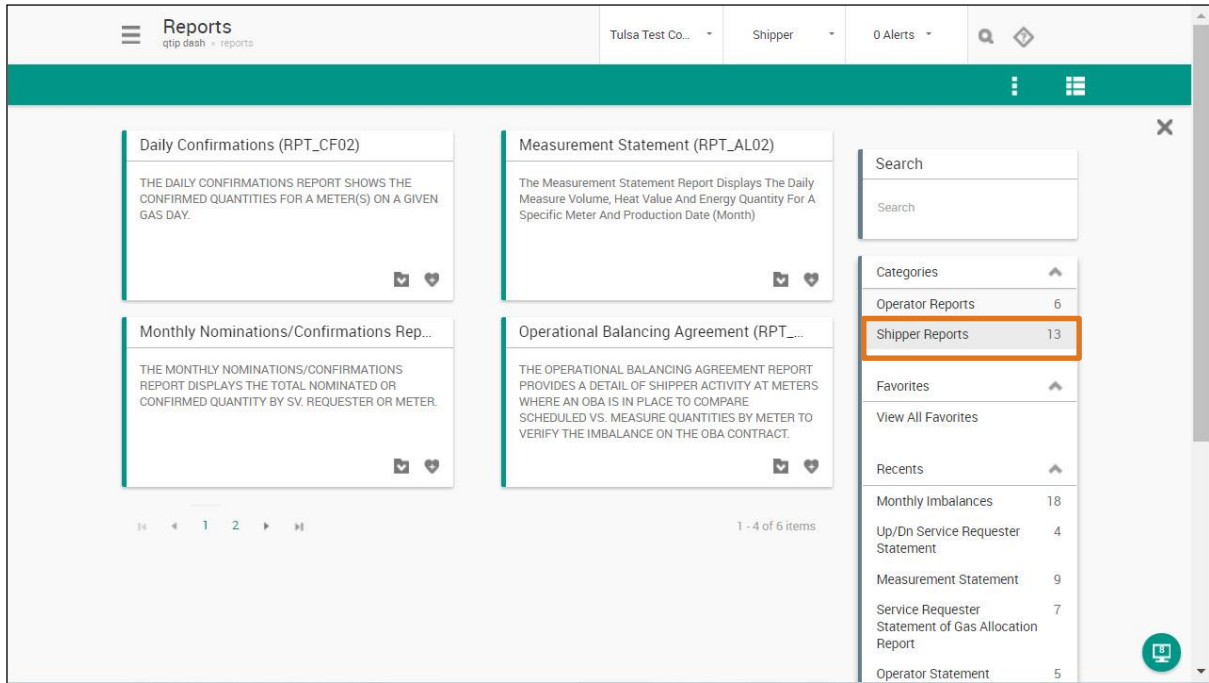 Reports
qtip dash » reports
Tulsa Test Co...
Shipper
0 Alerts
Daily Confirmations (RPT_CF02)
THE DAILY CONFIRMATIONS REPORT SHOWS THE
CONFIRMED QUANTITIES FOR A METER(S) ON A GIVEN
GAS DAY.
Measurement Statement (RPT_AL02)
The Measurement Statement Report Displays The Daily
Measure Volume, Heat Value And Energy Quantity For A
Specific Meter And Production Date (Month)
Monthly Nominations/Confirmations Rep...
THE MONTHLY NOMINATIONS/CONFIRMATIONS
REPORT DISPLAYS THE TOTAL NOMINATED OR
CONFIRMED QUANTITY BY SV. REQUESTER OR METER.
Operational Balancing Agreement (RPT_...
THE OPERATIONAL BALANCING AGREEMENT REPORT
PROVIDES A DETAIL OF SHIPPER ACTIVITY AT METERS
WHERE AN OBA IS IN PLACE TO COMPARE
SCHEDULED VS. MEASURE QUANTITIES BY METER TO
VERIFY THE IMBALANCE ON THE OBA CONTRACT.
1 2
1 - 4 of 6 items
Search
Search
Categories
Operator Reports 6
Shipper Reports 13
Favorites
View All Favorites
Recents
Monthly Imbalances 18
Up/Dn Service Requester 4
Statement
Measurement Statement 9
Service Requester 7
Statement of Gas Allocation
Report
Operator Statement 5
8